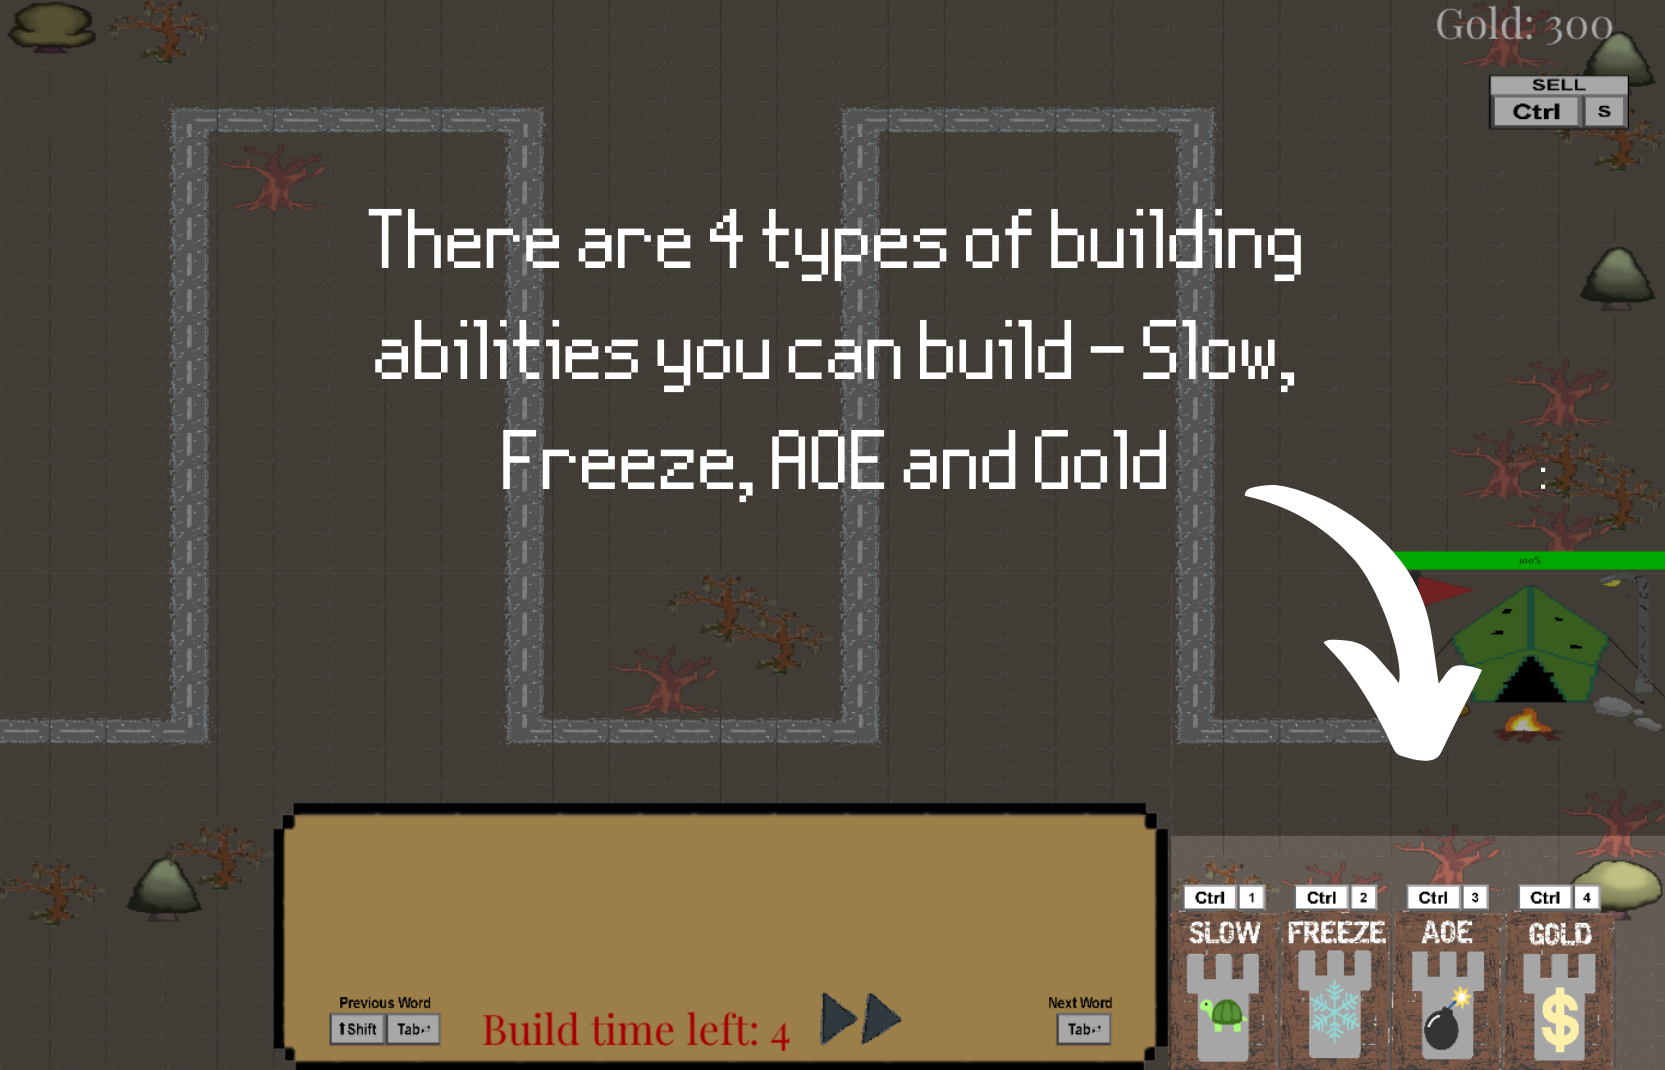 Gold: 300
SELL
Ctrl S
There are 4 types of building
abilities you can build - Slow,
Freeze, AOE and Gold
:
100%
Ctrl 1 Ctrl 2 Ctrl 3 Ctrl 4
SLOW FREEZE AOE GOLD
$
Previous Word
⬆Shift Tab
Build time left: 4
Next Word
Tab